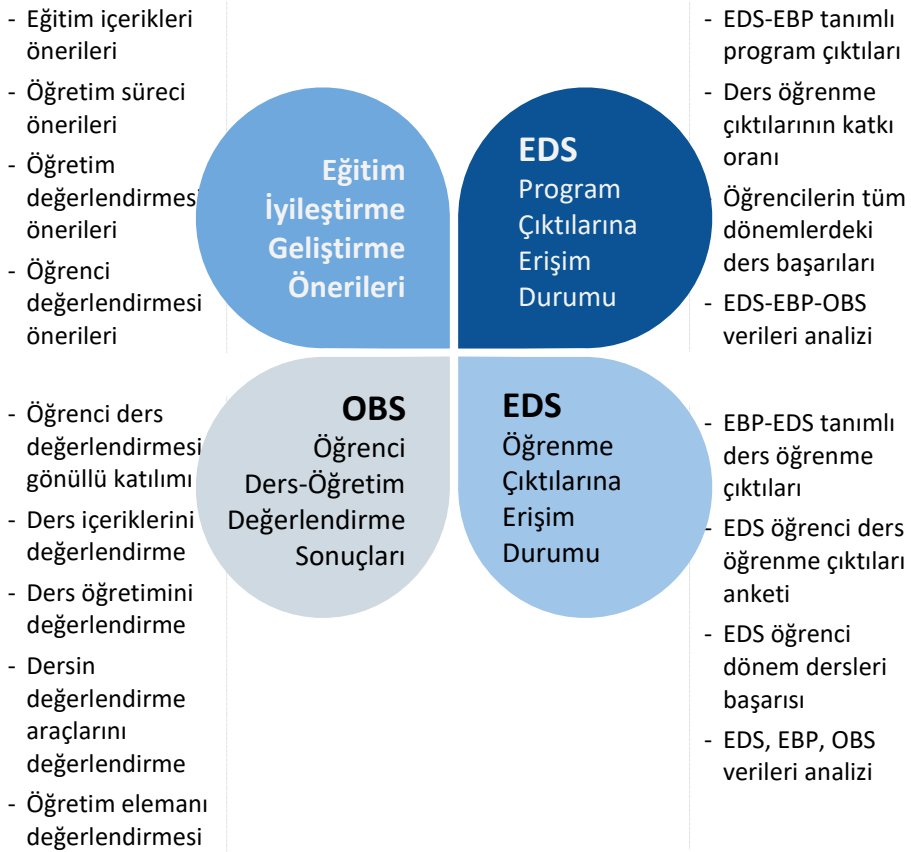 - Eğitim içerikleri
önerileri
- Öğretim süreci
önerileri
- Öğretim
değerlendirmesi
önerileri
- Öğrenci
değerlendirmesi
önerileri
Eğitim
İyileştirme
Geliştirme
Önerileri
EDS
Program
Çıktılarına
Erişim
Durumu
- EDS-EBP tanımlı
program çıktıları
- Ders öğrenme
çıktılarının katkı
oranı
Öğrencilerin tüm
dönemlerdeki
ders başarıları
- EDS-EBP-OBS
verileri analizi
- Öğrenci ders
değerlendirmesi
gönüllü katılımı
- Ders içeriklerini
değerlendirme
- Ders öğretimini
değerlendirme
- Dersin
değerlendirme
araçlarını
değerlendirme
- Öğretim elemanı
değerlendirmesi
OBS
Öğrenci
Ders-Öğretim
Değerlendirme
Sonuçları
EDS
Öğrenme
Çıktılarına
Erişim
Durumu
- EBP-EDS tanımlı
ders öğrenme
çıktıları
- EDS öğrenci ders
öğrenme çıktıları
anketi
- EDS öğrenci
dönem dersleri
başarısı
- EDS, EBP, OBS
verileri analizi